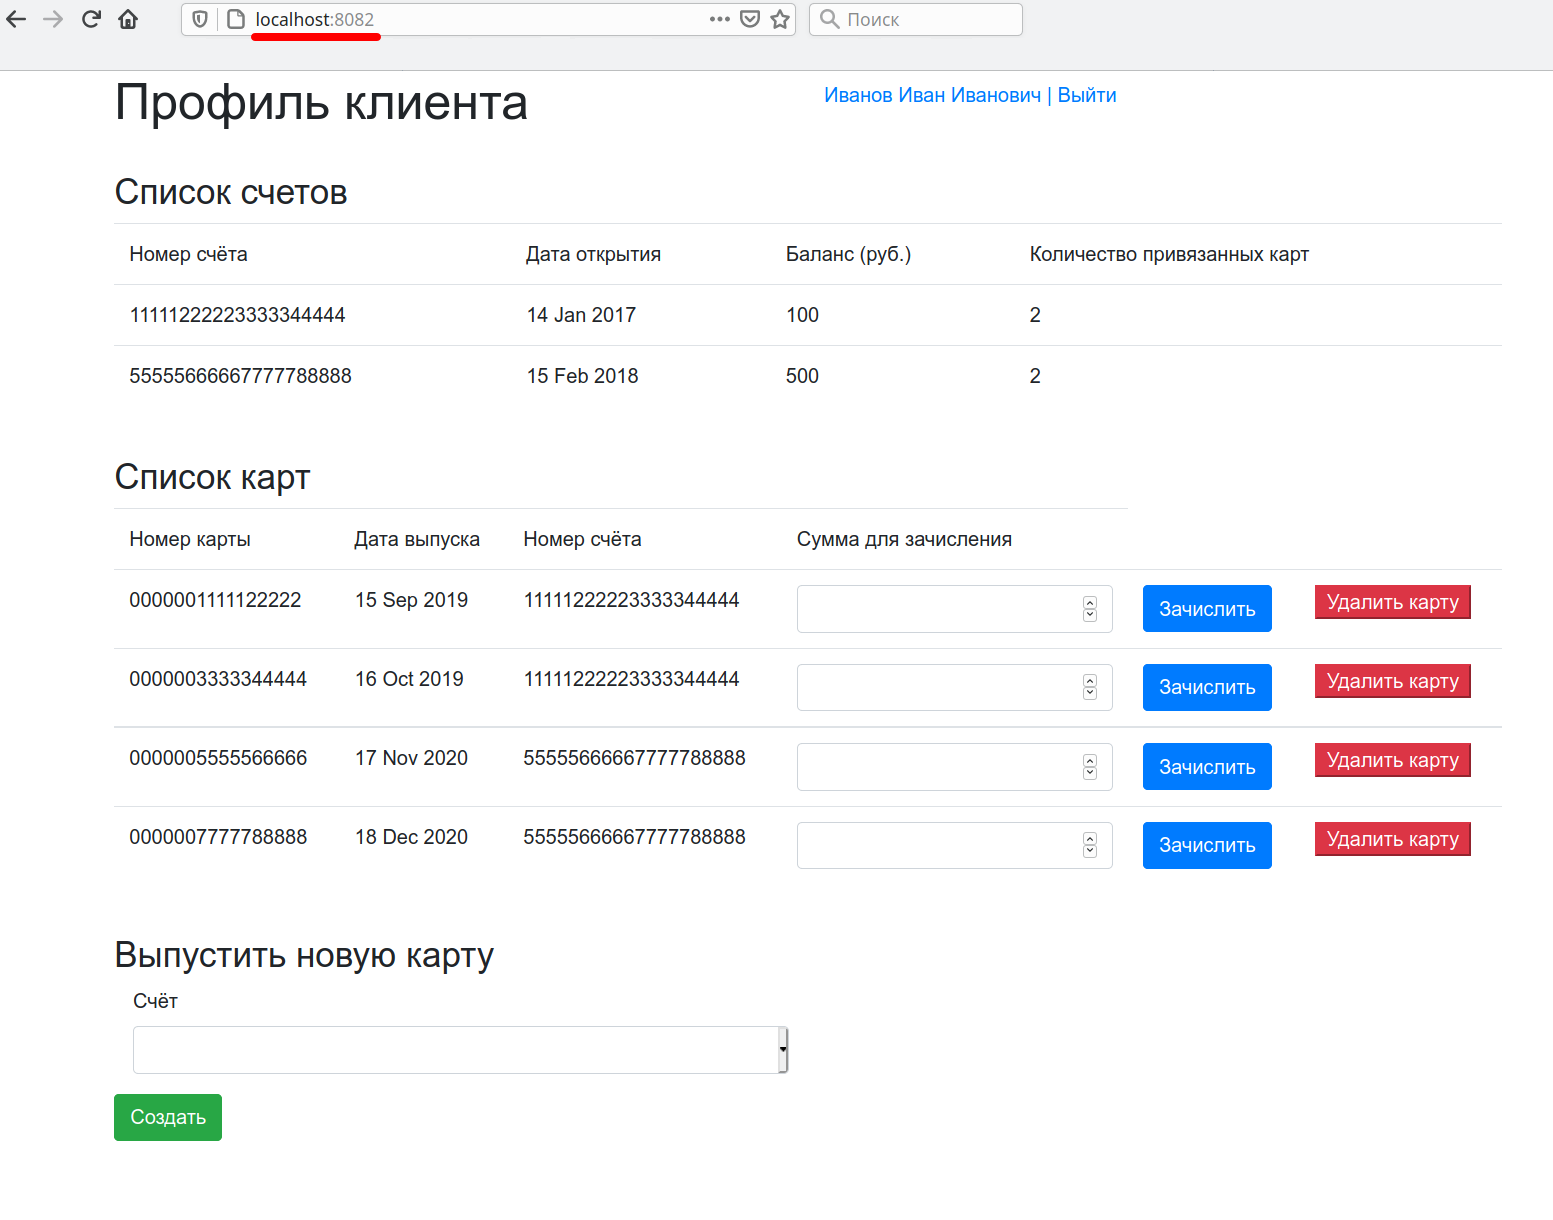 localhost:8082 Поиск
Профиль клиента Иванов Иван Иванович | Выйти
Список счетов
Номер счёта Дата открытия Баланс (руб.) Количество привязанных карт
11111222223333344444 14 Jan 2017 100 2
55555666667777788888 15 Feb 2018 500 2
Список карт
Номер карты Дата выпуска Номер счёта Сумма для зачисления
0000001111122222 15 Sep 2019 11111222223333344444 Зачислить Удалить карту
0000003333344444 16 Oct 2019 11111222223333344444 Зачислить Удалить карту
0000005555566666 17 Nov 2020 55555666667777788888 Зачислить Удалить карту
0000007777788888 18 Dec 2020 55555666667777788888 Зачислить Удалить карту
Выпустить новую карту
Счёт
Создать